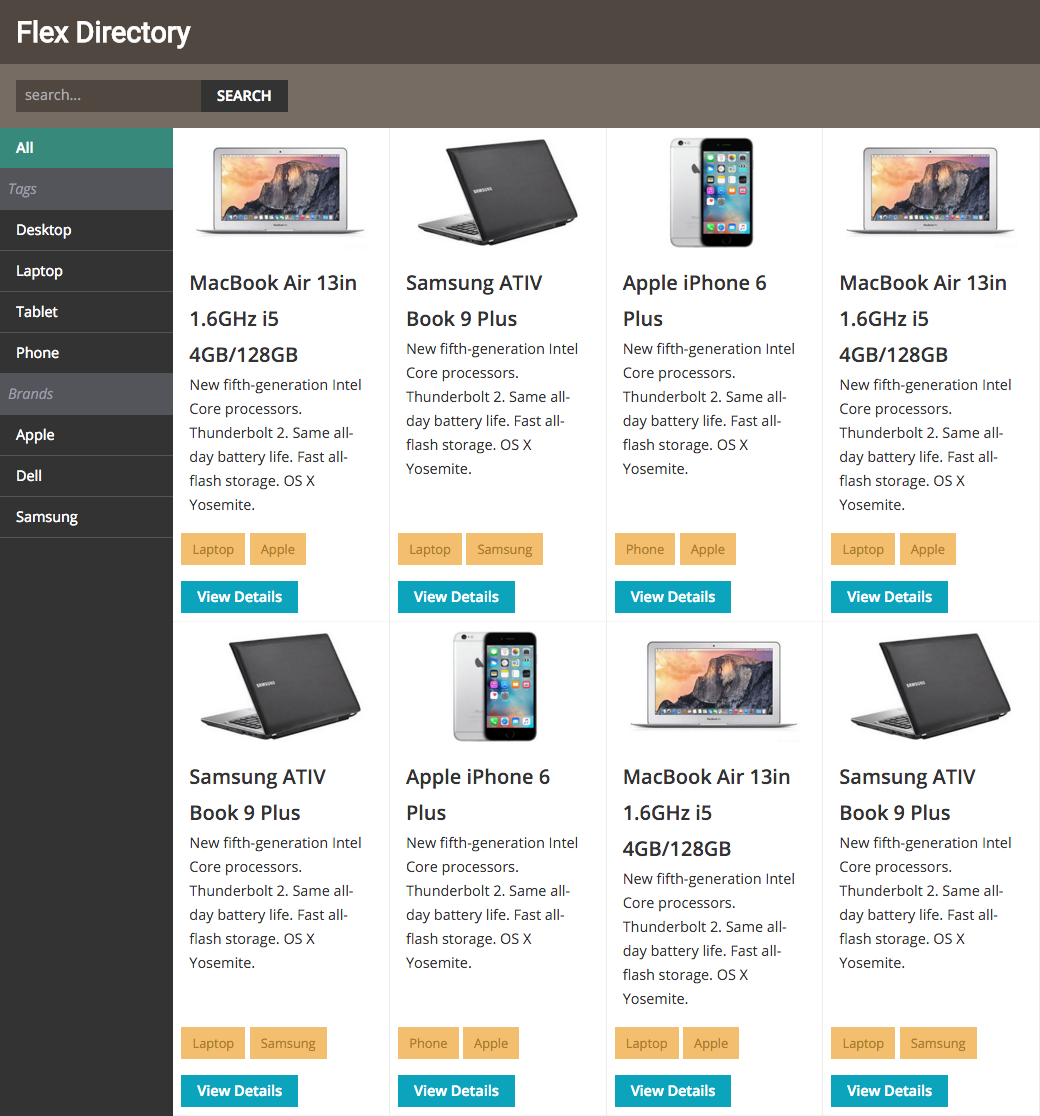 Flex Directory
search...
SEARCH
All
Tags
Desktop
Laptop
Tablet
Phone
Brands
Apple
Dell
Samsung
MacBook Air 13in
1.6GHz i5
4GB/128GB
New fifth-generation Intel
Core processors.
Thunderbolt 2. Same all-
day battery life. Fast all-
flash storage. OS X
Yosemite.
Laptop
Apple
View Details
SAMSUNG
Samsung ATIV
Book 9 Plus
New fifth-generation Intel
Core processors.
Thunderbolt 2. Same all-
day battery life. Fast all-
flash storage. OS X
Yosemite.
Laptop
Samsung
View Details
Apple iPhone 6
Plus
New fifth-generation Intel
Core processors.
Thunderbolt 2. Same all-
day battery life. Fast all-
flash storage. OS X
Yosemite.
Phone
Apple
View Details
MacBook Air 13in
1.6GHz i5
4GB/128GB
New fifth-generation Intel
Core processors.
Thunderbolt 2. Same all-
day battery life. Fast all-
flash storage. OS X
Yosemite.
Laptop
Apple
View Details
SAMSUNG
Samsung ATIV
Book 9 Plus
New fifth-generation Intel
Core processors.
Thunderbolt 2. Same all-
day battery life. Fast all-
flash storage. OS X
Yosemite.
Laptop
Samsung
View Details
Apple iPhone 6
Plus
New fifth-generation Intel
Core processors.
Thunderbolt 2. Same all-
day battery life. Fast all-
flash storage. OS X
Yosemite.
Phone
Apple
View Details
MacBook Air 13in
1.6GHz i5
4GB/128GB
New fifth-generation Intel
Core processors.
Thunderbolt 2. Same all-
day battery life. Fast all-
flash storage. OS X
Yosemite.
Laptop
Apple
View Details
SAMSUNG
Samsung ATIV
Book 9 Plus
New fifth-generation Intel
Core processors.
Thunderbolt 2. Same all-
day battery life. Fast all-
flash storage. OS X
Yosemite.
Laptop
Samsung
View Details